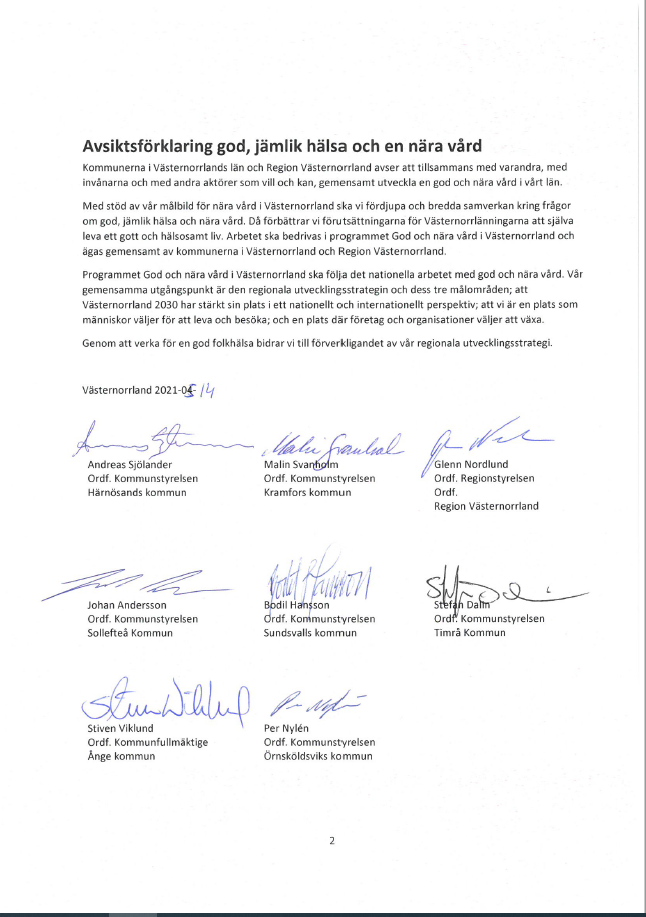 Avsiktsförklaring god, jämlik hälsa och en nära vård
Kommunerna i Västernorrlands län och Region Västernorrland avser att tillsammans med varandra, med
invånarna och med andra aktörer som vill och kan, gemensamt utveckla en god och nära vård i vårt län.
Med stöd av vår målbild för nära vård i Västernorrland ska vi fördjupa och bredda samverkan kring frågor
om god, jämlik hälsa och nära vård. Då förbättrar vi förutsättningarna för Västernorrlänningarna att själva
leva ett gott och hälsosamt liv. Arbetet ska bedrivas i programmet God och nära vård i Västernorrland och
ägas gemensamt av kommunerna i Västernorrland och Region Västernorrland.
Programmet God och nära vård i Västernorrland ska följa det nationella arbetet med god och nära vård. Vår
gemensamma utgångspunkt är den regionala utvecklingsstrategin och dess tre målområden; att
Västernorrland 2030 har stärkt sin plats i ett nationellt och internationellt perspektiv; att vi är en plats som
människor väljer för att leva och besöka; och en plats där företag och organisationer väljer att växa.
Genom att verka för en god folkhälsa bidrar vi till förverkligandet av vår regionala utvecklingsstrategi.
Västernorrland 2021-05-14
Malin Svanholm
Andreas Sjölander
Ordf. Kommunstyrelsen
Härnösands kommun
Malin Svanholm
Ordf. Kommunstyrelsen
Kramfors kommun
Glenn Nordlund
Ordf. Regionstyrelsen
Ordf.
Region Västernorrland
Bodil Hansson
Johan Andersson
Ordf. Kommunstyrelsen
Sollefteå Kommun
Bodil Hansson
Ordf. Kommunstyrelsen
Sundsvalls kommun
Stefan Dalin
Ordf. Kommunstyrelsen
Timrå Kommun
Sten Wiklund
Stiven Viklund
Ordf. Kommunfullmäktige
Ånge kommun
Per Nylén
Ordf. Kommunstyrelsen
Örnsköldsviks kommun
2